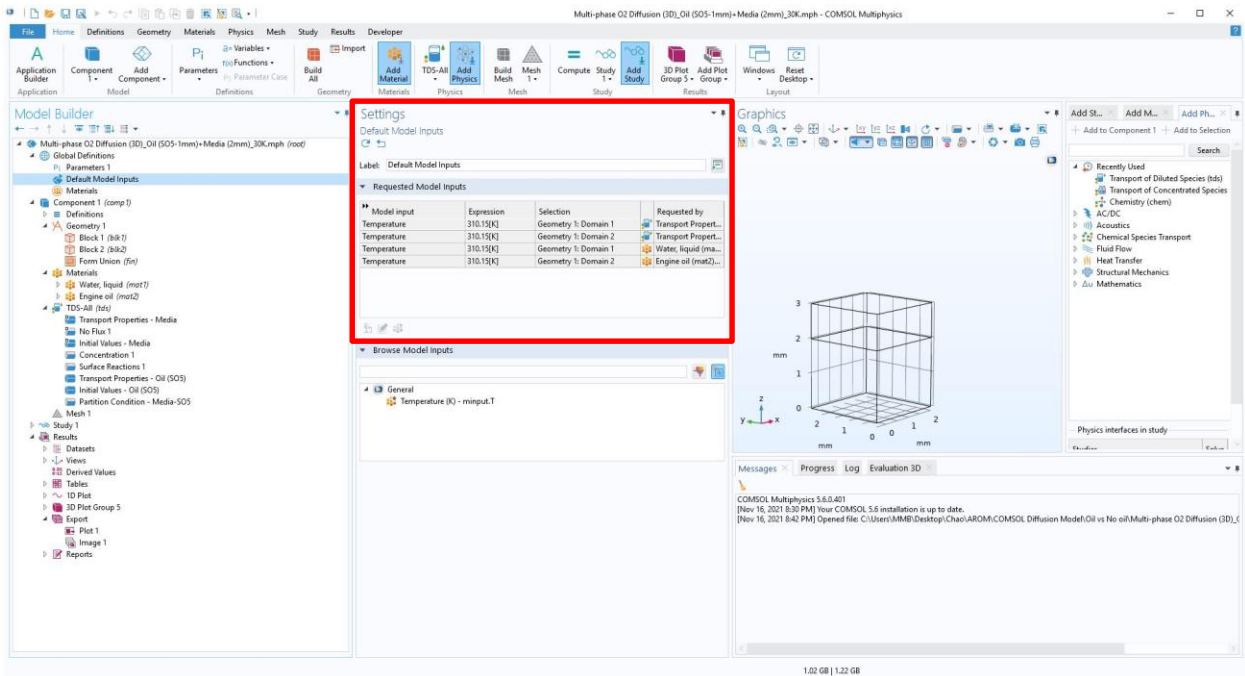 Multi-phase O2 Diffusion (3D)_Oil (SO5-1mm)+Media (2mm)_30K.mph - COMSOL Multiphysics
File Home Definitions Geometry Materials Physics Mesh Study Results Developer
Application Builder
Component 1
Add Component
Parameters
a= Variables
f(x) Functions
Pi Parameter Case
Build All
Import
Add Material
TDS-All
Add Physics
Build Mesh
Mesh 1
Compute
Study 1
Add Study
3D Plot Group 5
Add Plot Group
Windows
Reset Desktop
Application Model Definitions Geometry Materials Physics Mesh Study Results Layout
Model Builder
Multi-phase O2 Diffusion (3D)_Oil (SO5-1mm)+Media (2mm)_30K.mph (root)
Global Definitions
Pi Parameters 1
Default Model Inputs
Materials
Component 1 (comp1)
Definitions
Geometry 1
Block 1 (blk1)
Block 2 (blk2)
Form Union (fin)
Materials
Water, liquid (mat1)
Engine oil (mat2)
TDS-All (tds)
Transport Properties - Media
No Flux 1
Initial Values - Media
Concentration 1
Surface Reactions 1
Transport Properties - Oil (SO5)
Initial Values - Oil (SO5)
Partition Condition - Media-SO5
Mesh 1
Study 1
Results
Datasets
Views
Derived Values
Tables
1D Plot
3D Plot Group 5
Export
Plot 1
Image 1
Reports
Settings
Default Model Inputs
Label: Default Model Inputs
Requested Model Inputs
Model input Expression Selection Requested by
Temperature 310.15[K] Geometry 1: Domain 1 Transport Propert...
Temperature 310.15[K] Geometry 1: Domain 2 Transport Propert...
Temperature 310.15[K] Geometry 1: Domain 1 Water, liquid (ma...
Temperature 310.15[K] Geometry 1: Domain 2 Engine oil (mat2)...
Browse Model Inputs
General
Temperature (K) - minput.T
Graphics
3
2
mm
1
0
z
y x
2 1 0 0 1 2
mm mm
Messages Progress Log Evaluation 3D
COMSOL Multiphysics 5.6.0.401
[Nov 16, 2021 8:30 PM] Your COMSOL 5.6 installation is up to date.
[Nov 16, 2021 8:42 PM] Opened file: C:\Users\MMB\Desktop\Chao\AROM\COMSOL Diffusion Model\Oil vs No oil\Multi-phase O2 Diffusion (3D)_
Add St... Add M... Add Ph...
Add to Component 1 Add to Selection
Search
Recently Used
Transport of Diluted Species (tds)
Transport of Concentrated Species
Chemistry (chem)
AC/DC
Acoustics
Chemical Species Transport
Fluid Flow
Heat Transfer
Structural Mechanics
Δu Mathematics
Physics interfaces in study
1.02 GB | 1.22 GB